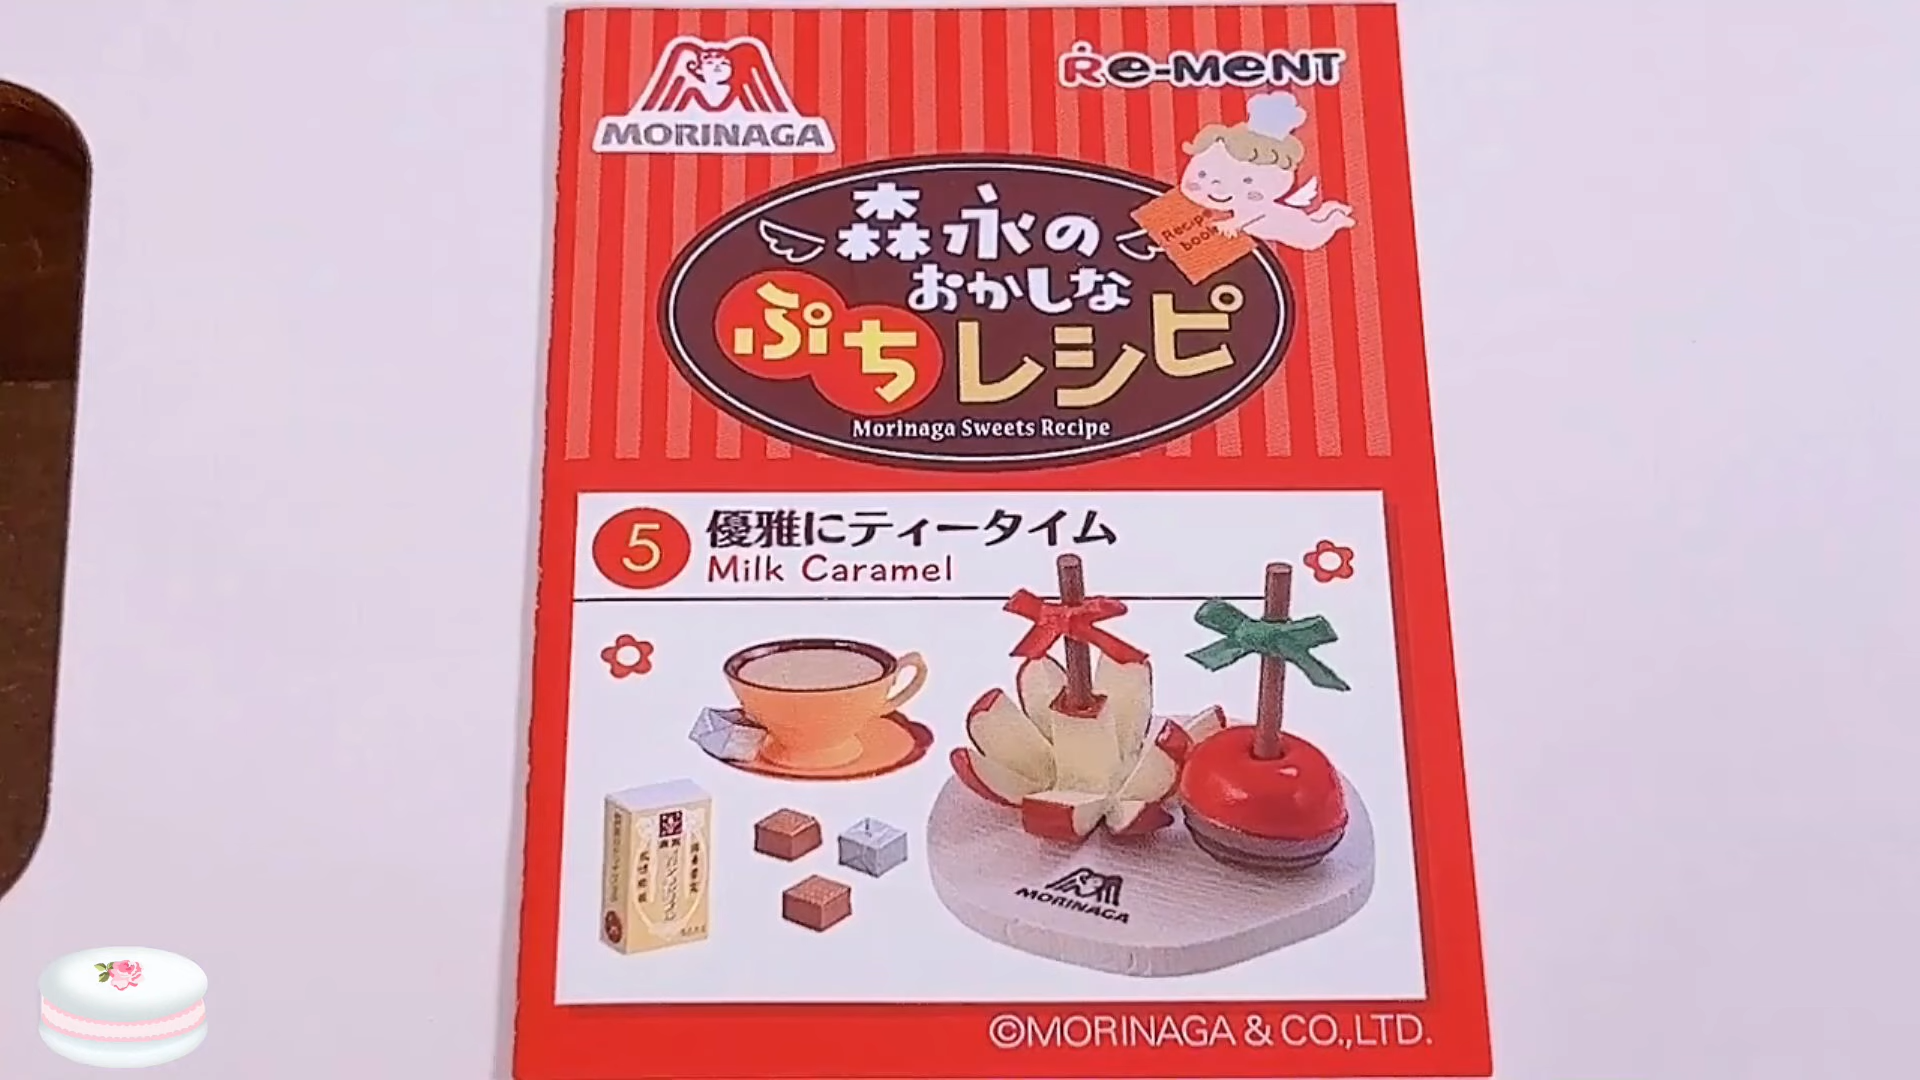 MORINAGA
Re-MeNT
Recipe
book
森永の
おかしな
ぷちレシピ
Morinaga Sweets Recipe
5 優雅にティータイム
Milk Caramel
MORINAGA
©MORINAGA & CO.,LTD.